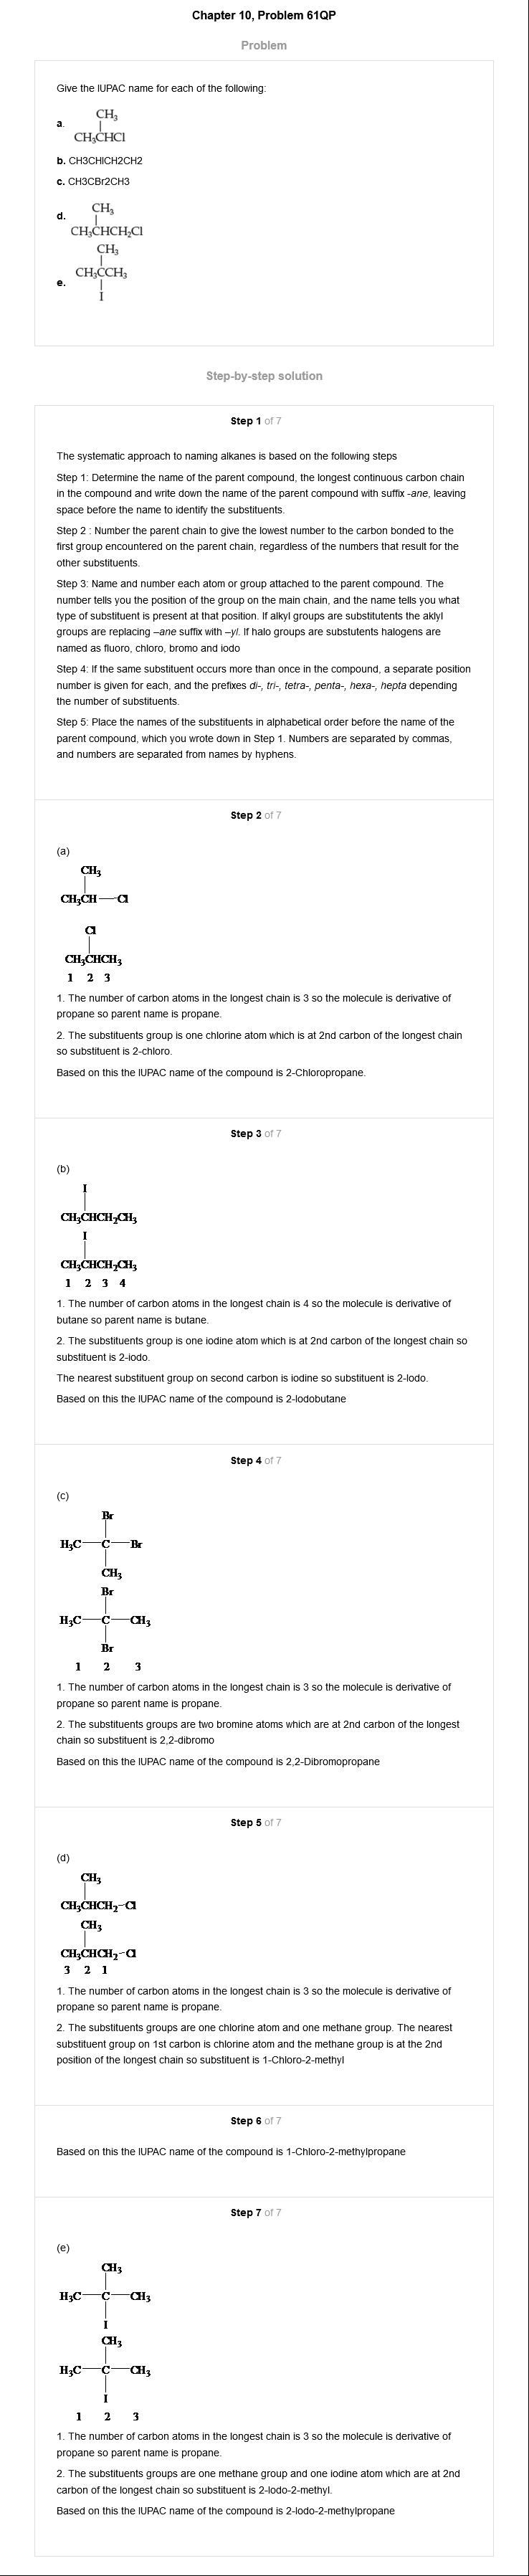 Chapter 10, Problem 61QP
Problem
Give the IUPAC name for each of the following:
CH₃
a.
CH₃CHCl
b. CH3CHICH2CH2
c. CH3CBr2CH3
CH₃
d.
CH₃CHCH₂Cl
CH₃
CH₃CCH₃
e.
I
Step-by-step solution
Step 1 of 7
The systematic approach to naming alkanes is based on the following steps
Step 1: Determine the name of the parent compound, the longest continuous carbon chain
in the compound and write down the name of the parent compound with suffix -ane, leaving
space before the name to identify the substituents.
Step 2 : Number the parent chain to give the lowest number to the carbon bonded to the
first group encountered on the parent chain, regardless of the numbers that result for the
other substituents.
Step 3: Name and number each atom or group attached to the parent compound. The
number tells you the position of the group on the main chain, and the name tells you what
type of substituent is present at that position. If alkyl groups are substitutents the aklyl
groups are replacing –ane suffix with –yl. If halo groups are substutents halogens are
named as fluoro, chloro, bromo and iodo
Step 4: If the same substituent occurs more than once in the compound, a separate position
number is given for each, and the prefixes di-, tri-, tetra-, penta-, hexa-, hepta depending
the number of substituents.
Step 5: Place the names of the substituents in alphabetical order before the name of the
parent compound, which you wrote down in Step 1. Numbers are separated by commas,
and numbers are separated from names by hyphens.
Step 2 of 7
(a)
CH₃
CH₃CH—Cl
Cl
CH₃CHCH₃
1 2 3
1. The number of carbon atoms in the longest chain is 3 so the molecule is derivative of
propane so parent name is propane.
2. The substituents group is one chlorine atom which is at 2nd carbon of the longest chain
so substituent is 2-chloro.
Based on this the IUPAC name of the compound is 2-Chloropropane.
Step 3 of 7
(b)
I
CH₃CHCH₂CH₃
I
CH₃CHCH₂CH₃
1 2 3 4
1. The number of carbon atoms in the longest chain is 4 so the molecule is derivative of
butane so parent name is butane.
2. The substituents group is one iodine atom which is at 2nd carbon of the longest chain so
substituent is 2-iodo.
The nearest substituent group on second carbon is iodine so substituent is 2-Iodo.
Based on this the IUPAC name of the compound is 2-Iodobutane
Step 4 of 7
(c)
Br
H₃C—C—Br
CH₃
Br
H₃C—C—CH₃
Br
1 2 3
1. The number of carbon atoms in the longest chain is 3 so the molecule is derivative of
propane so parent name is propane.
2. The substituents groups are two bromine atoms which are at 2nd carbon of the longest
chain so substituent is 2,2-dibromo
Based on this the IUPAC name of the compound is 2,2-Dibromopropane
Step 5 of 7
(d)
CH₃
CH₃CHCH₂—Cl
CH₃
CH₃CHCH₂—Cl
3 2 1
1. The number of carbon atoms in the longest chain is 3 so the molecule is derivative of
propane so parent name is propane.
2. The substituents groups are one chlorine atom and one methane group. The nearest
substituent group on 1st carbon is chlorine atom and the methane group is at the 2nd
position of the longest chain so substituent is 1-Chloro-2-methyl
Step 6 of 7
Based on this the IUPAC name of the compound is 1-Chloro-2-methylpropane
Step 7 of 7
(e)
CH₃
H₃C—C—CH₃
I
CH₃
H₃C—C—CH₃
I
1 2 3
1. The number of carbon atoms in the longest chain is 3 so the molecule is derivative of
propane so parent name is propane.
2. The substituents groups are one methane group and one iodine atom which are at 2nd
carbon of the longest chain so substituent is 2-Iodo-2-methyl.
Based on this the IUPAC name of the compound is 2-Iodo-2-methylpropane